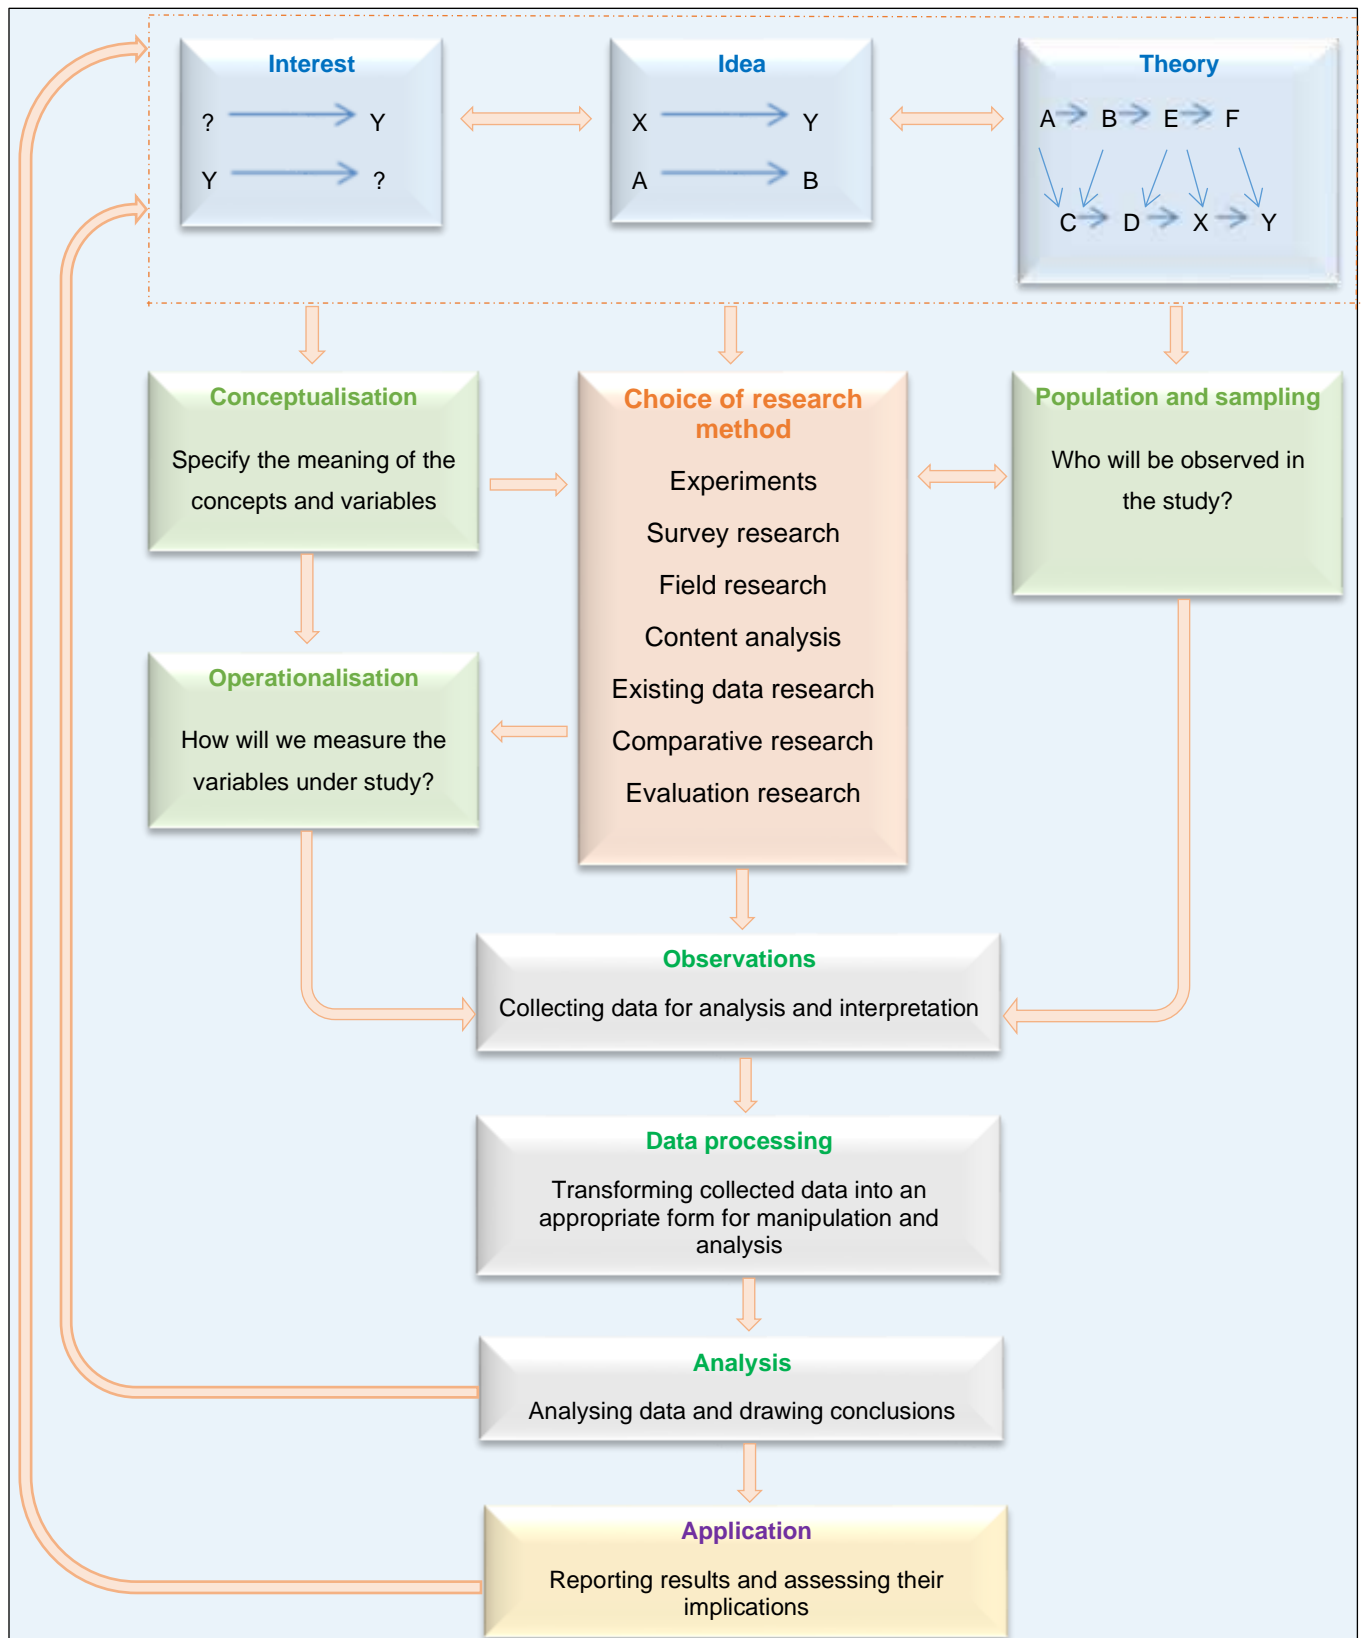 Interest
? Y
Y ?
Idea
X Y
A B
Theory
A B E F
C D X Y
Conceptualisation
Specify the meaning of the
concepts and variables
Choice of research
method
Experiments
Survey research
Field research
Content analysis
Existing data research
Comparative research
Evaluation research
Population and sampling
Who will be observed in
the study?
Operationalisation
How will we measure the
variables under study?
Observations
Collecting data for analysis and interpretation
Data processing
Transforming collected data into an
appropriate form for manipulation and
analysis
Analysis
Analysing data and drawing conclusions
Application
Reporting results and assessing their
implications